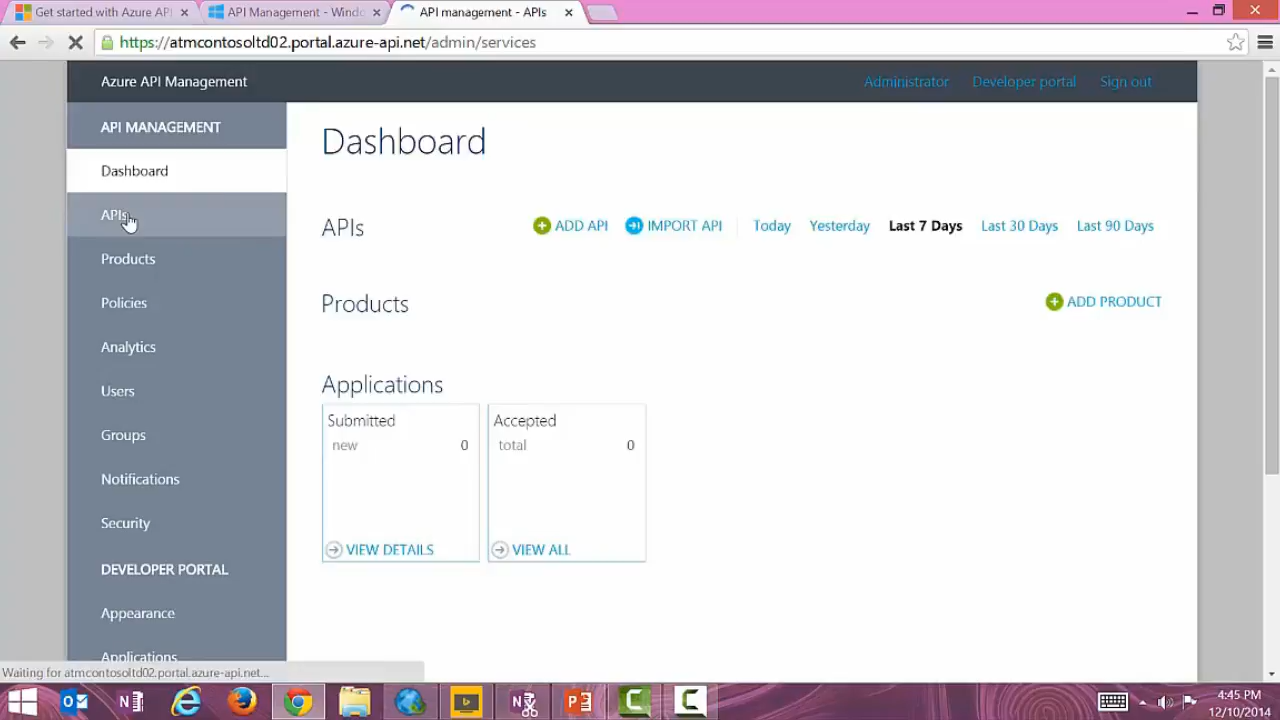 Get started with Azure API
API Management - Windo
API management - APIs
https://atmcontosoltd02.portal.azure-api.net/admin/services
Azure API Management
Administrator
Developer portal
Sign out
API MANAGEMENT
Dashboard
APIs
Products
Policies
Analytics
Users
Groups
Notifications
Security
DEVELOPER PORTAL
Appearance
Applications
Dashboard
APIs
ADD API
IMPORT API
Today
Yesterday
Last 7 Days
Last 30 Days
Last 90 Days
Products
ADD PRODUCT
Applications
Submitted
new 0
VIEW DETAILS
Accepted
total 0
VIEW ALL
Waiting for atmcontosoltd02.portal.azure-api.net...
4:45 PM
12/10/2014